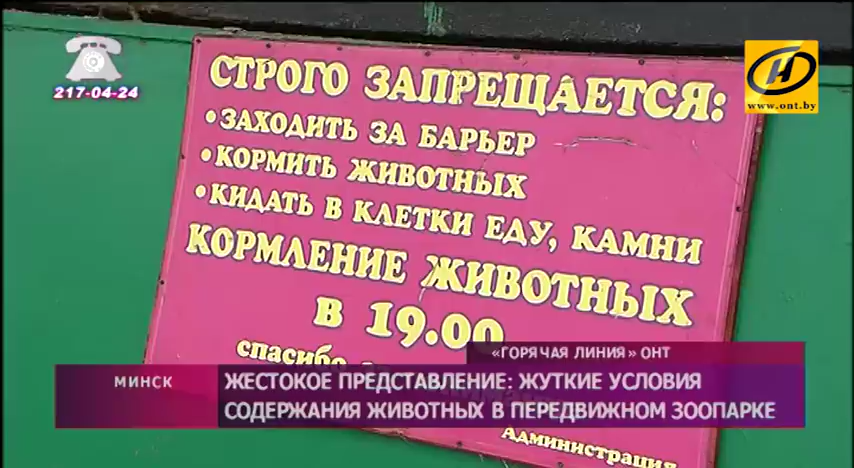 217-04-24
www.ont.by
СТРОГО ЗАПРЕЩАЕТСЯ:
• ЗАХОДИТЬ ЗА БАРЬЕР
• КОРМИТЬ ЖИВОТНЫХ
• КИДАТЬ В КЛЕТКИ ЕДУ, КАМНИ
КОРМЛЕНИЕ ЖИВОТНЫХ
В 19.00
спасибо
«ГОРЯЧАЯ ЛИНИЯ» ОНТ
МИНСК
ЖЕСТОКОЕ ПРЕДСТАВЛЕНИЕ: ЖУТКИЕ УСЛОВИЯ
СОДЕРЖАНИЯ ЖИВОТНЫХ В ПЕРЕДВИЖНОМ ЗООПАРКЕ
Администрация